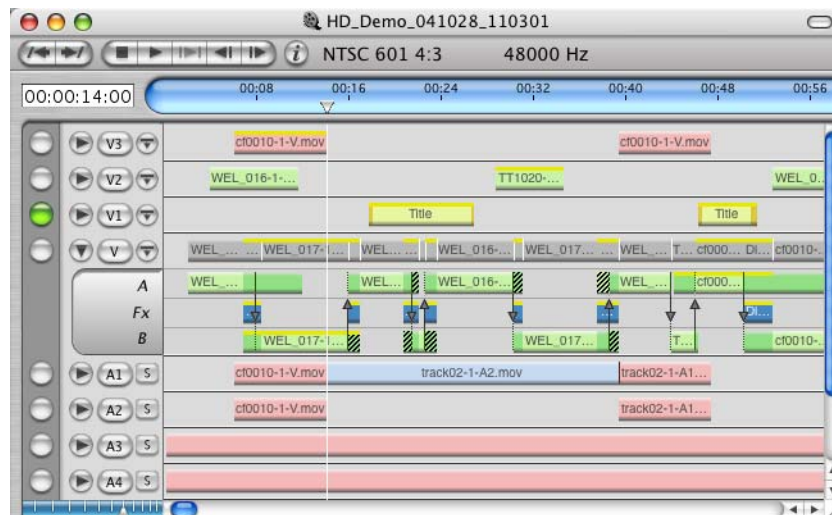 HD_Demo_041028_110301
NTSC 601 4:3 48000 Hz
00:00:14:00 00:08 00:16 00:24 00:32 00:40 00:48 00:56
V3 cf0010-1-V.mov cf0010-1-V.mov
V2 WEL_016-1-... TT1020-... WEL_0..
V1 Title Title
V WEL_... ... WEL_017-1... WEL... ... WEL_016-... WEL_017... ... WEL_... T... cf000... DI... cf0010-.
A WEL_... WEL... WEL_016-... WEL_... cf000...
Fx ... ... DI...
B WEL_017-1... WEL_017... T... cf0010-.
A1 S cf0010-1-V.mov track02-1-A2.mov track02-1-A1...
A2 S cf0010-1-V.mov track02-1-A1...
A3 S
A4 S